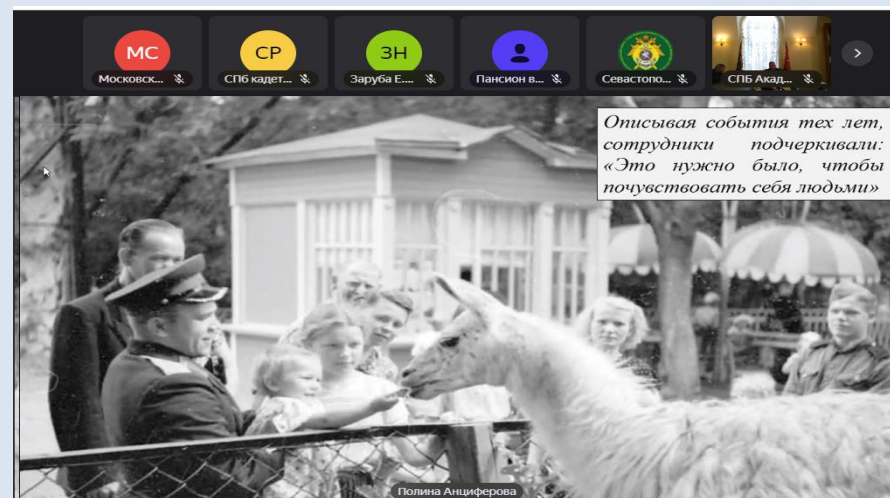 МС
СР
ЗН
Московск...
СПб кадет...
Заруба Е....
Пансион в...
Севастопо...
СПБ Акад...
Описывая события тех лет,
сотрудники подчеркивали:
«Это нужно было, чтобы
почувствовать себя людьми»
Полина Анциферова